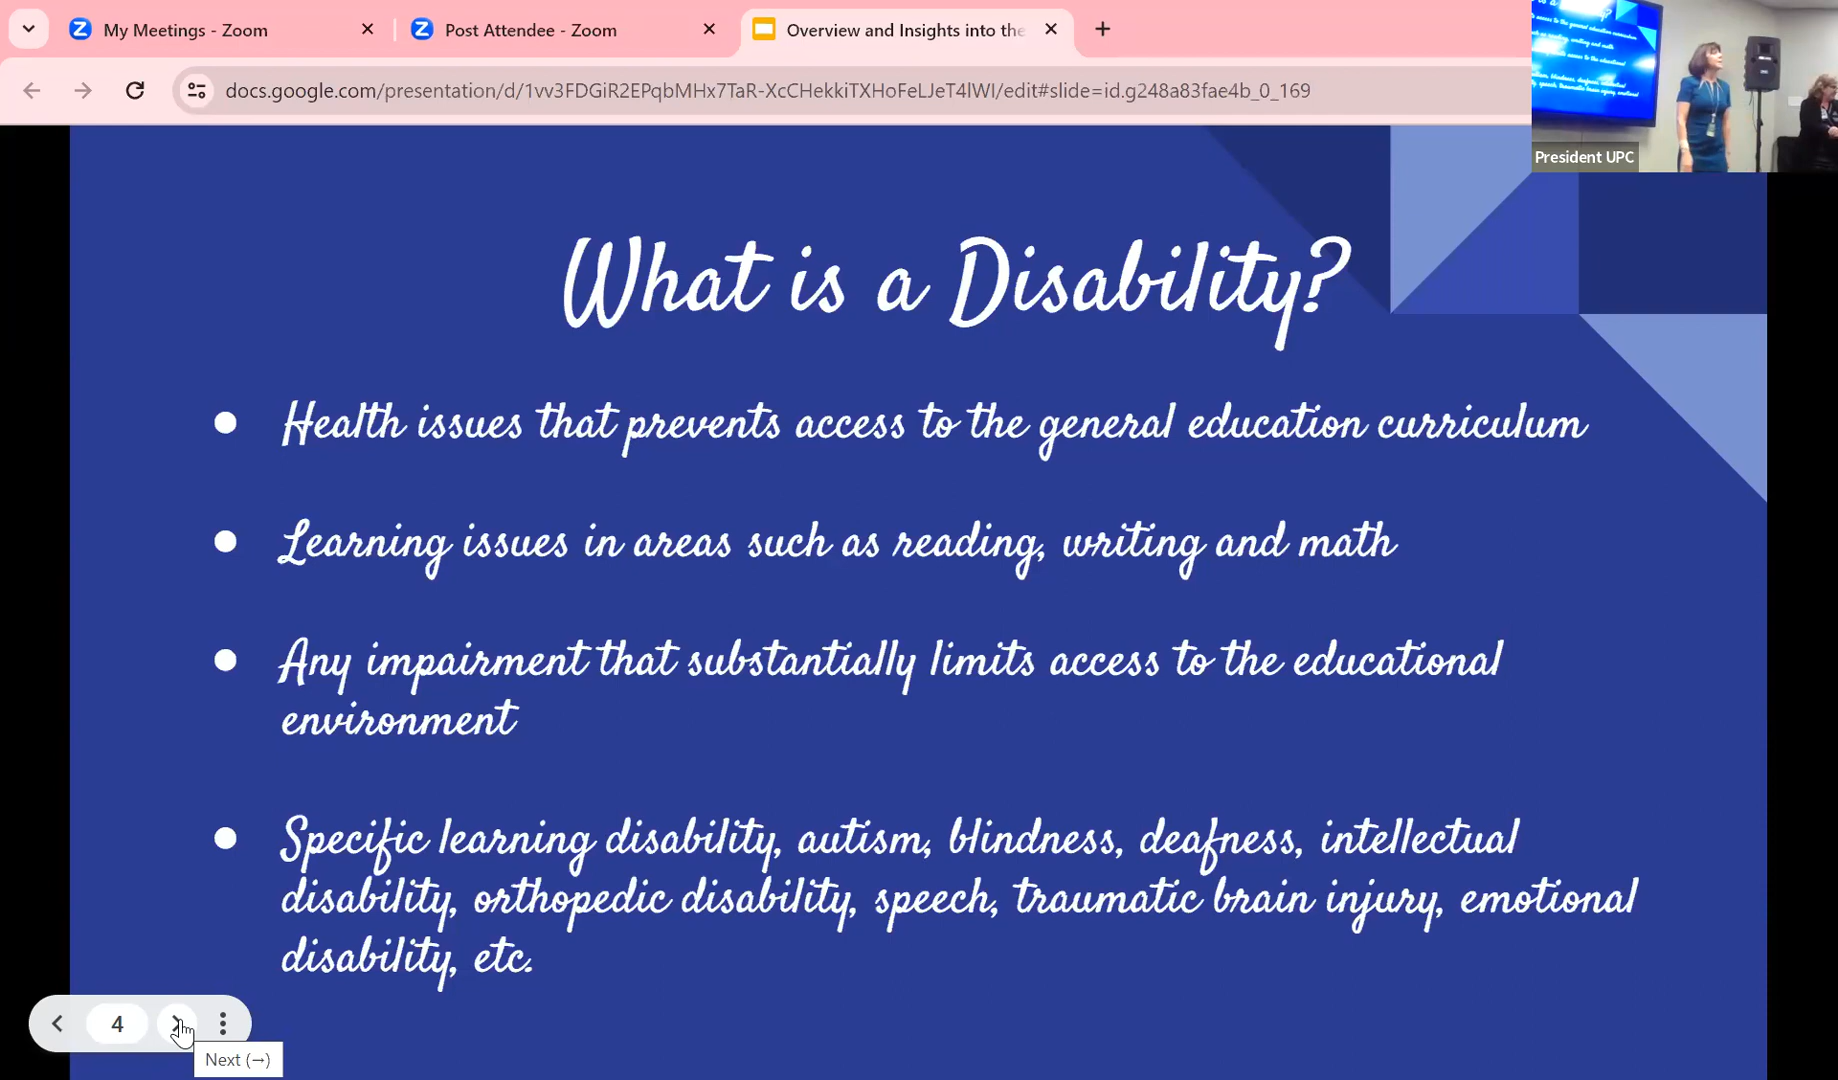 My Meetings - Zoom
Post Attendee - Zoom
Overview and Insights into the
docs.google.com/presentation/d/1vv3FDGiR2EPqbMHx7TaR-XcCHekkiTXHoFeLJeT4lWI/edit#slide=id.g248a83fae4b_0_169
President UPC
What is a Disability?
Health issues that prevents access to the general education curriculum
Learning issues in areas such as reading, writing and math
Any impairment that substantially limits access to the educational
environment
Specific learning disability, autism, blindness, deafness, intellectual
disability, orthopedic disability, speech, traumatic brain injury, emotional
disability, etc.
4
Next (→)